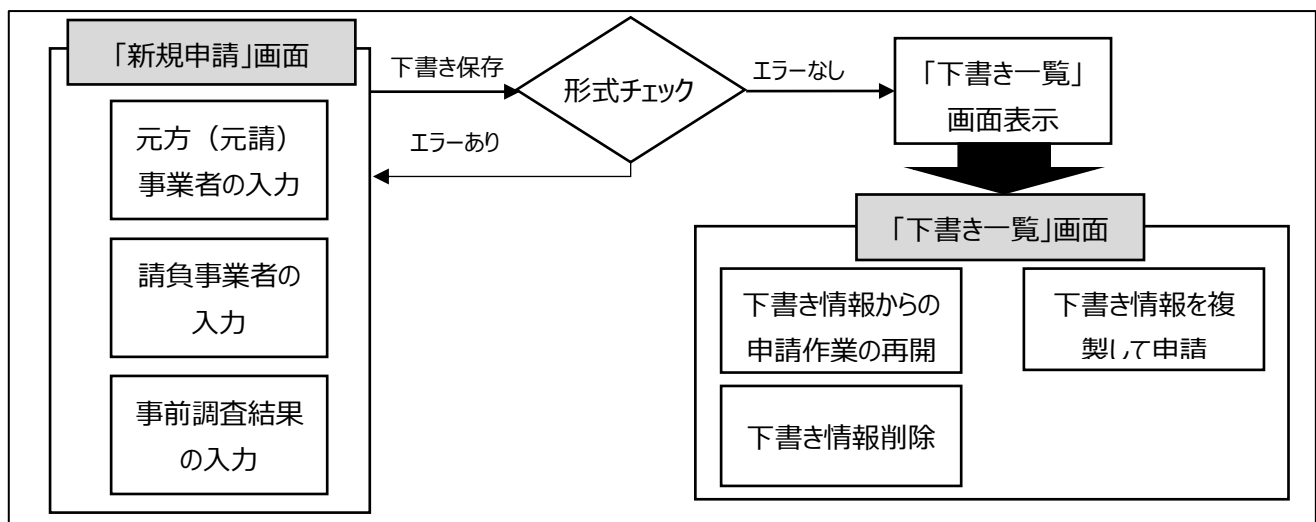 「新規申請」画面
元方（元請）
事業者の入力
請負事業者の
入力
事前調査結果
の入力
下書き保存
形式チェック
エラーなし
エラーあり
「下書き一覧」
画面表示
「下書き一覧」画面
下書き情報からの
申請作業の再開
下書き情報を複
製して申請
下書き情報削除